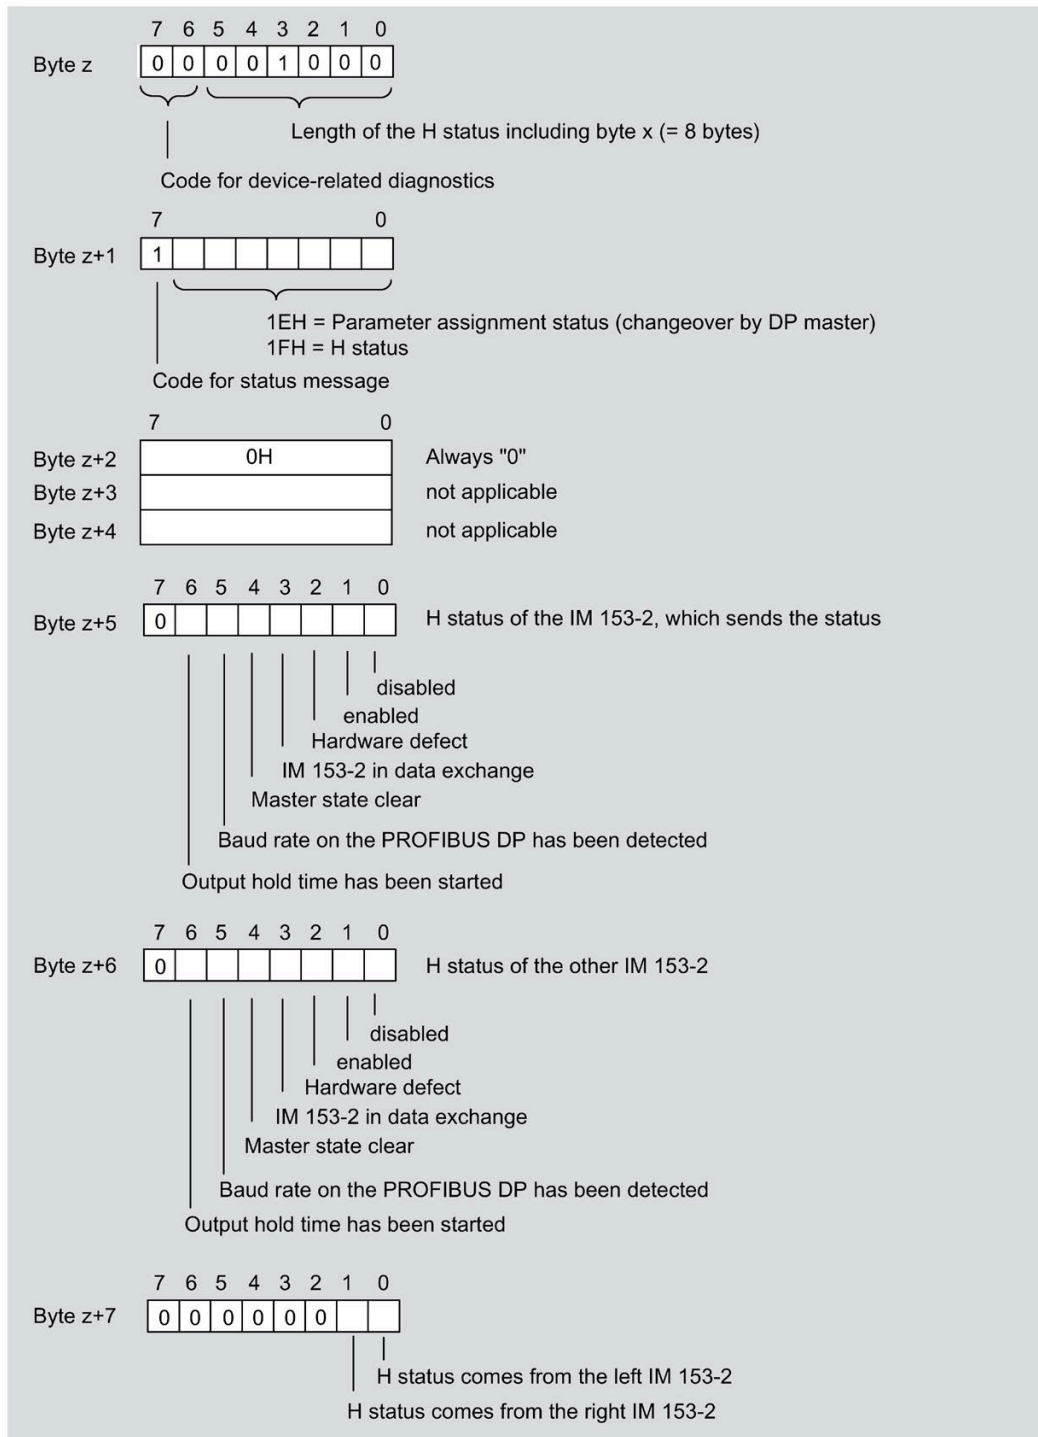 7 6 5 4 3 2 1 0
Byte z 0 0 0 0 1 0 0 0
Length of the H status including byte x (= 8 bytes)
Code for device-related diagnostics
7 0
Byte z+1 1
1EH = Parameter assignment status (changeover by DP master)
1FH = H status
Code for status message
7 0
Byte z+2 0H Always "0"
Byte z+3 not applicable
Byte z+4 not applicable
7 6 5 4 3 2 1 0
Byte z+5 0 H status of the IM 153-2, which sends the status
disabled
enabled
Hardware defect
IM 153-2 in data exchange
Master state clear
Baud rate on the PROFIBUS DP has been detected
Output hold time has been started
7 6 5 4 3 2 1 0
Byte z+6 0 H status of the other IM 153-2
disabled
enabled
Hardware defect
IM 153-2 in data exchange
Master state clear
Baud rate on the PROFIBUS DP has been detected
Output hold time has been started
7 6 5 4 3 2 1 0
Byte z+7 0 0 0 0 0 0
H status comes from the left IM 153-2
H status comes from the right IM 153-2